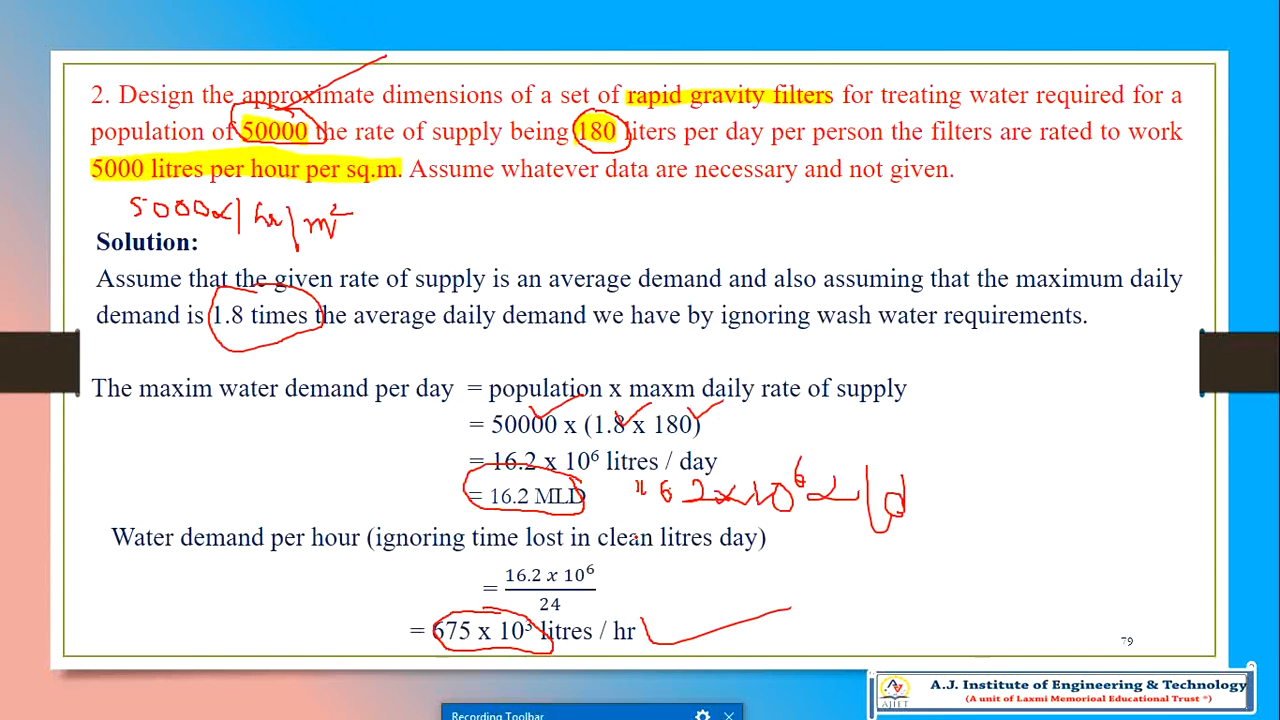 2. Design the approximate dimensions of a set of rapid gravity filters for treating water required for a
population of 50000 the rate of supply being 180 liters per day per person the filters are rated to work
5000 litres per hour per sq.m. Assume whatever data are necessary and not given.
5000 L/hr/m²
Solution:
Assume that the given rate of supply is an average demand and also assuming that the maximum daily
demand is 1.8 times the average daily demand we have by ignoring wash water requirements.
The maxim water demand per day = population x maxm daily rate of supply
= 50000 x (1.8 x 180)
= 16.2 x 10⁶ litres / day
= 16.2 MLD
16.2 x 10⁶ L/d
Water demand per hour (ignoring time lost in clean litres day)
= 16.2 x 10⁶ / 24
= 675 x 10³ litres / hr
79
AJIET
A.J. Institute of Engineering & Technology
(A unit of Laxmi Memorial Educational Trust ®)
Recording Toolbar